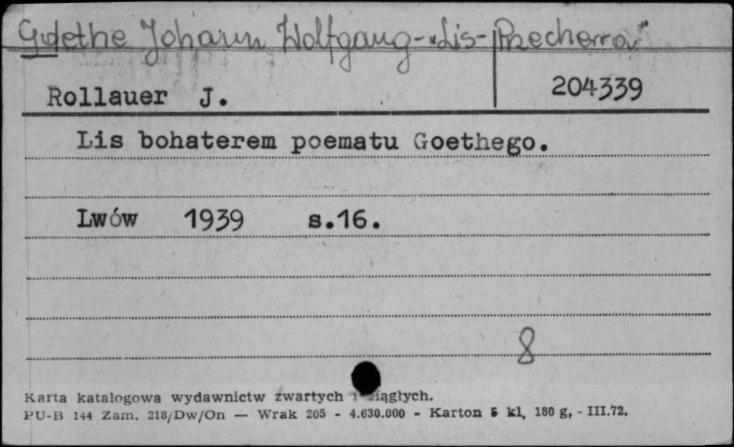 Goethe Johann Wolfgang - "Lis - Przechera"
Rollauer J. 204339
Lis bohaterem poematu Goethego.
Lwów 1939 s.16.
8
Karta katalogowa wydawnictw zwartych i ciągłych.
PU-B 144 Zam. 218/Dw/On — Wrak 205 - 4.630.000 - Karton 5 kl, 180 g, - III.72.